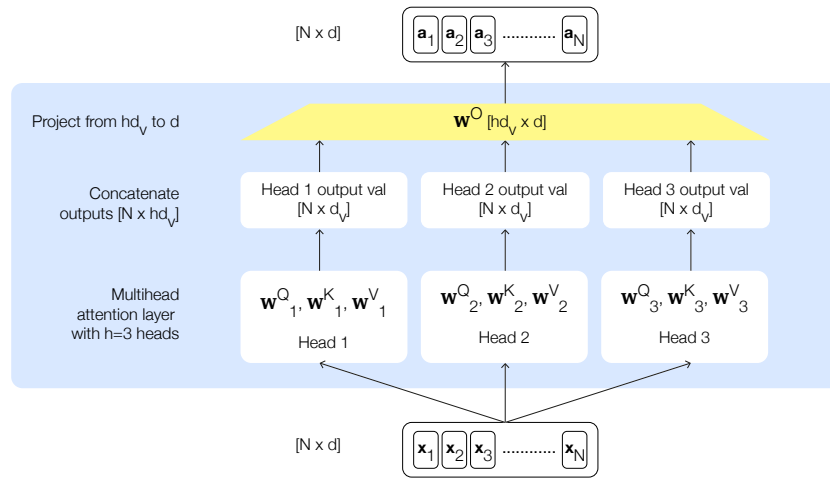 [N x d] a1 a2 a3 ............ aN
Project from hdv to d
wO [hdv x d]
Concatenate
outputs [N x hdv]
Head 1 output val
[N x dv]
Head 2 output val
[N x dv]
Head 3 output val
[N x dv]
Multihead
attention layer
with h=3 heads
wQ1, wK1, wV1
Head 1
wQ2, wK2, wV2
Head 2
wQ3, wK3, wV3
Head 3
[N x d] x1 x2 x3 ............ xN